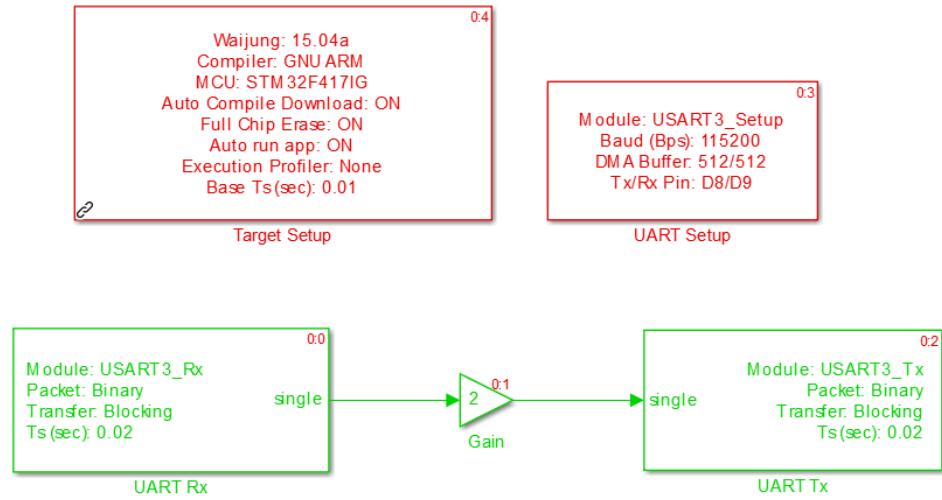 0:4
Waijung: 15.04a
Compiler: GNU ARM
MCU: STM32F417IG
Auto Compile Download: ON
Full Chip Erase: ON
Auto run app: ON
Execution Profiler: None
Base Ts (sec): 0.01
Target Setup
0:3
Module: USART3_Setup
Baud (Bps): 115200
DMA Buffer: 512/512
Tx/Rx Pin: D8/D9
UART Setup
0:0
Module: USART3_Rx
Packet: Binary
Transfer: Blocking
Ts (sec): 0.02
single
UART Rx
0:1
2
Gain
0:2
Module: USART3_Tx
Packet: Binary
Transfer: Blocking
Ts (sec): 0.02
single
UART Tx